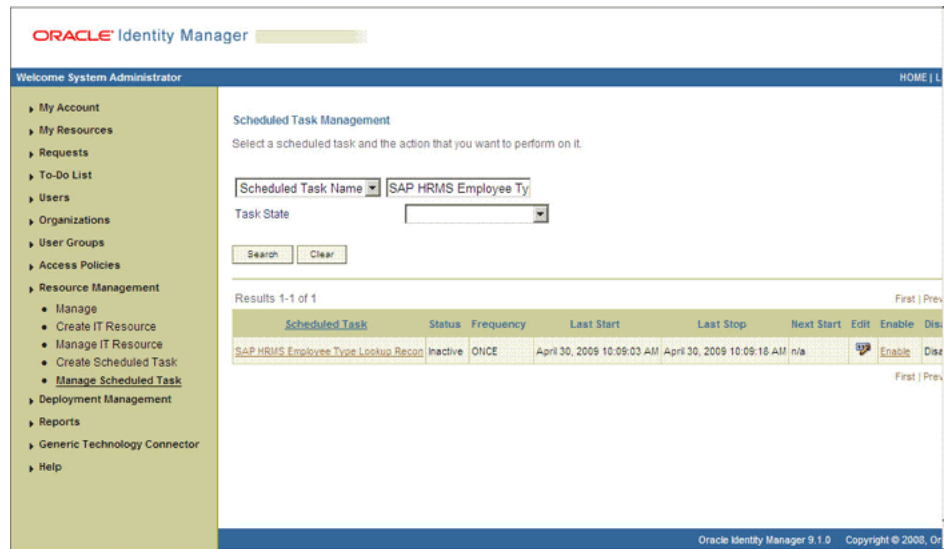 ORACLE Identity Manager
Welcome System Administrator
HOME |
My Account
My Resources
Requests
To-Do List
Users
Organizations
User Groups
Access Policies
Resource Management
Manage
Create IT Resource
Manage IT Resource
Create Scheduled Task
Manage Scheduled Task
Deployment Management
Reports
Generic Technology Connector
Help
Scheduled Task Management
Select a scheduled task and the action that you want to perform on it.
Scheduled Task Name SAP HRMS Employee Ty
Task State
Search Clear
Results 1-1 of 1
First | Prev
Scheduled Task Status Frequency Last Start Last Stop Next Start Edit Enable Dis
SAP HRMS Employee Type Lookup Recon Inactive ONCE April 30, 2009 10:09:03 AM April 30, 2009 10:09:18 AM n/a Enable Disa
First | Prev
Oracle Identity Manager 9.1.0 Copyright © 2008, Or